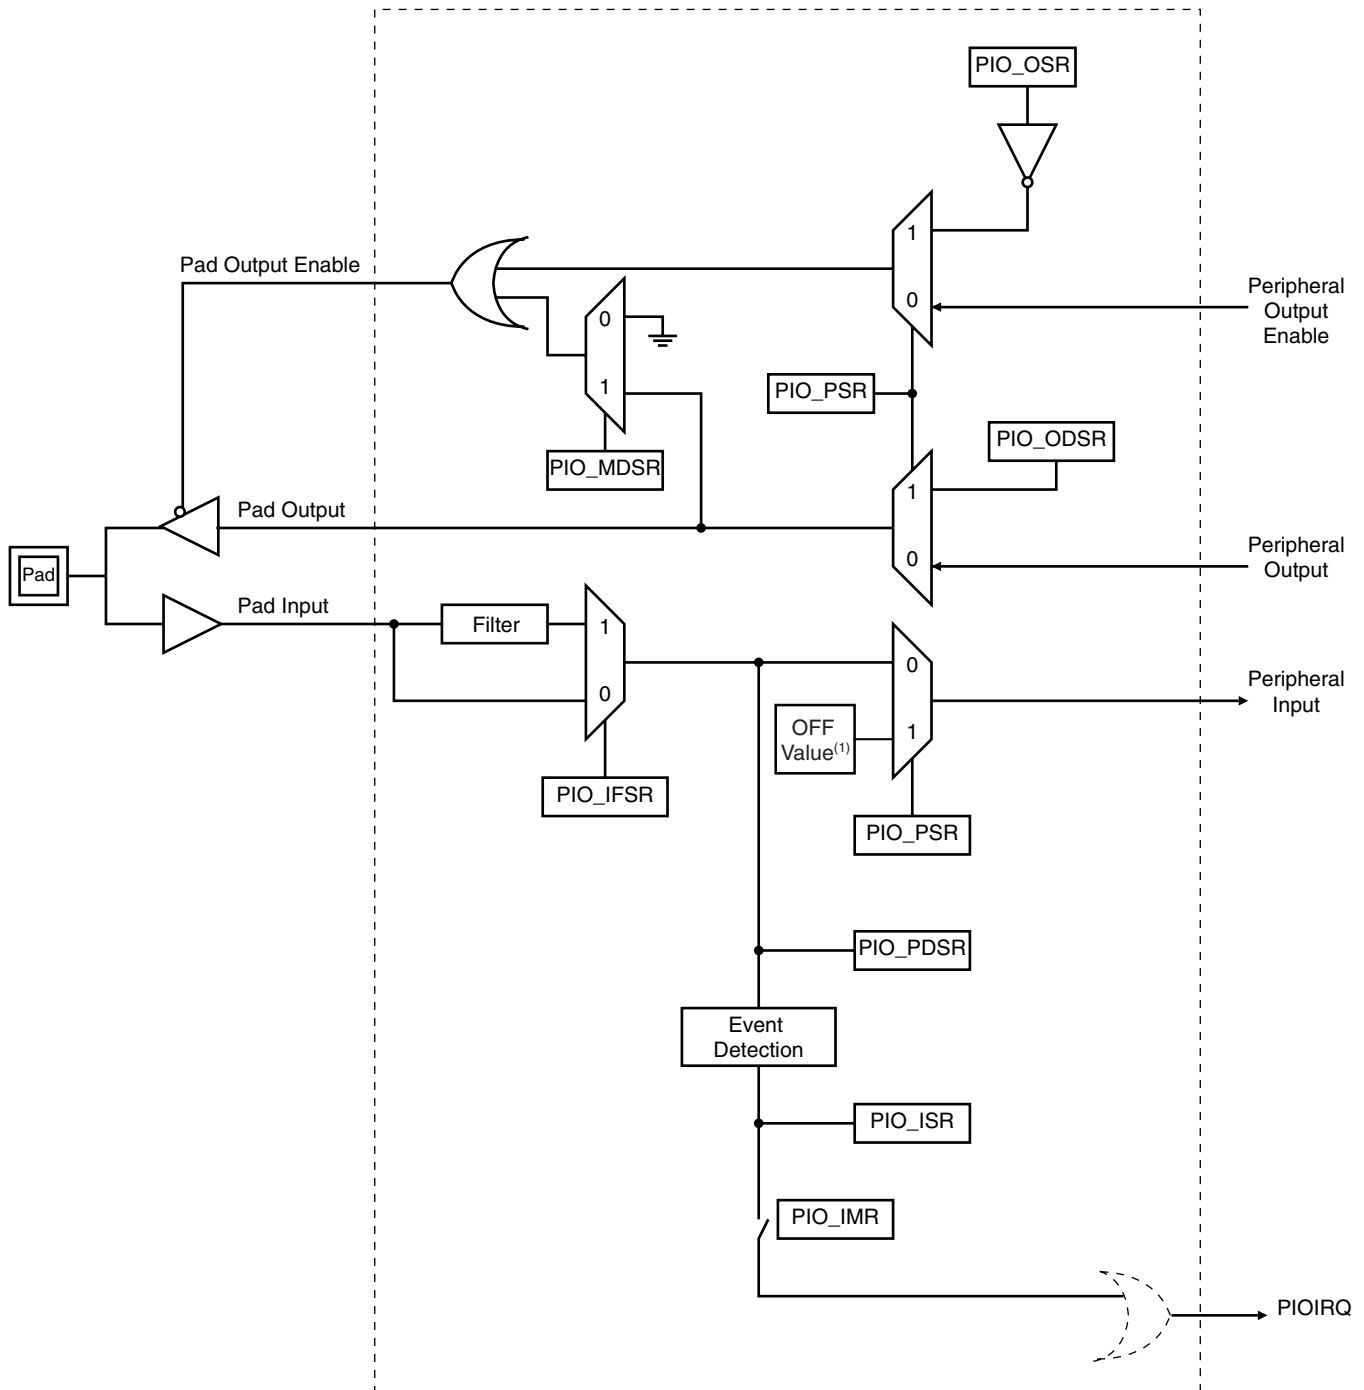 PIO_OSR
1
Pad Output Enable
Peripheral
Output
Enable
0
0
1
PIO_PSR
PIO_ODSR
PIO_MDSR
1
Pad Output
0
Peripheral
Output
Pad
Pad Input
Filter
1
0
0
Peripheral
Input
OFF
Value(1)
1
PIO_IFSR
PIO_PSR
PIO_PDSR
Event
Detection
PIO_ISR
PIO_IMR
PIOIRQ